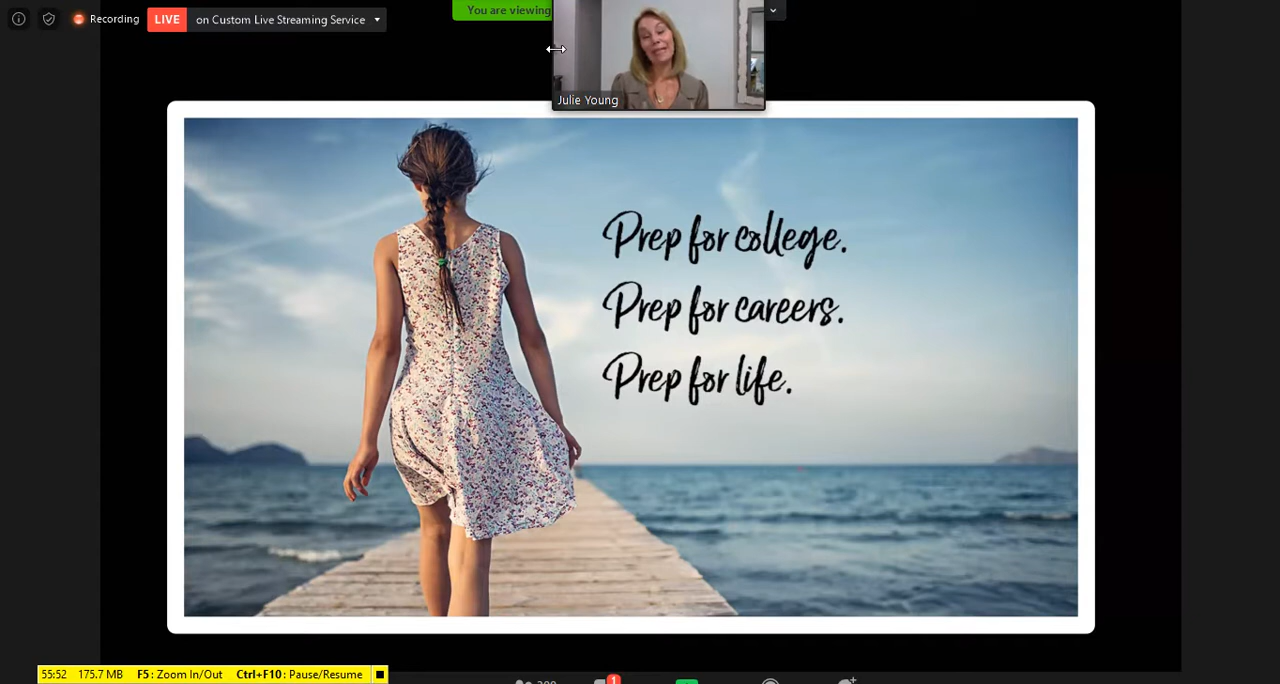 Recording
LIVE on Custom Live Streaming Service
You are viewing
Julie Young
Prep for college.
Prep for careers.
Prep for life.
55:52 175.7 MB F5: Zoom In/Out Ctrl+F10: Pause/Resume
1